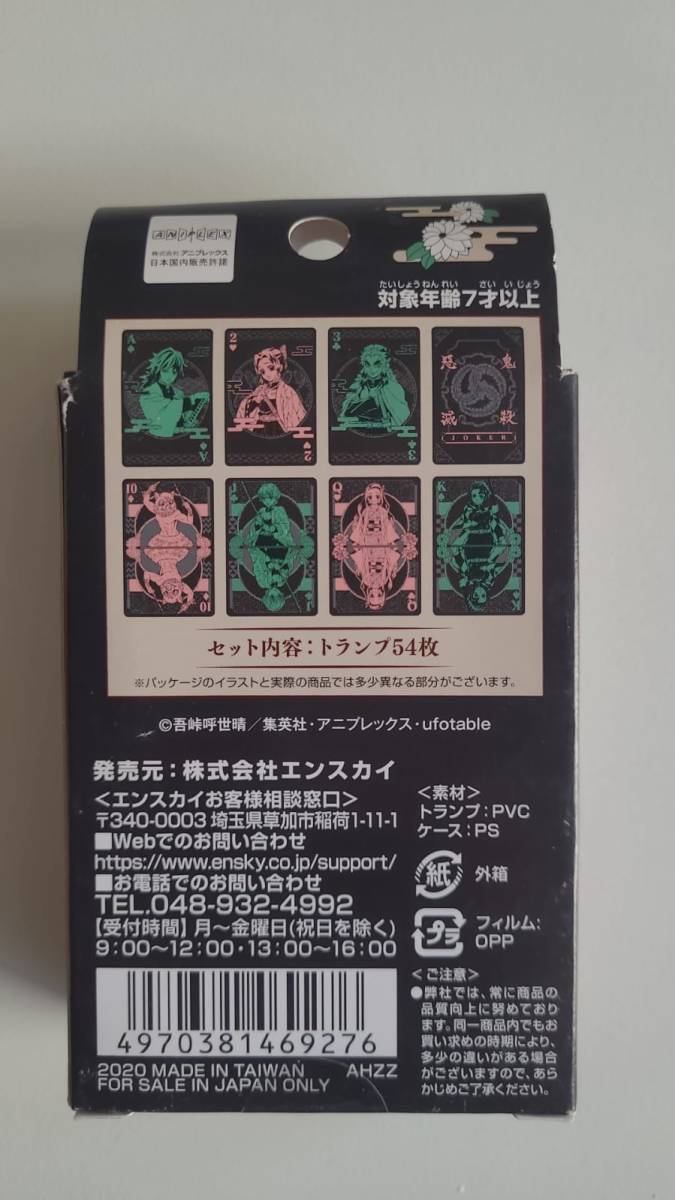 ANIPLEX
株式会社アニプレックス
日本国内販売許諾
たいしょうねんれい さい いじょう
対象年齢7才以上
A
A
2
2
3
3
惡鬼
滅殺
JOKER
10
10
J
J
Q
Q
K
K
セット内容：トランプ54枚
※パッケージのイラストと実際の商品では多少異なる部分がございます。
©吾峠呼世晴／集英社・アニプレックス・ufotable
発売元：株式会社エンスカイ
＜エンスカイお客様相談窓口＞
〒340-0003 埼玉県草加市稲荷1-11-1
■Webでのお問い合わせ
https://www.ensky.co.jp/support/
■お電話でのお問い合わせ
TEL.048-932-4992
【受付時間】月～金曜日(祝日を除く)
9：00～12：00・13：00～16：00
＜素材＞
トランプ：PVC
ケース：PS
紙 外箱
プラ フィルム：
OPP
＜ご注意＞
●弊社では、常に商品の
品質向上に努めており
ます。同一商品内でもお
買い求めの時期により、
多少の違いがある場合
がございますので、あら
かじめご了承ください。
4970381469276
2020 MADE IN TAIWAN AHZZ
FOR SALE IN JAPAN ONLY